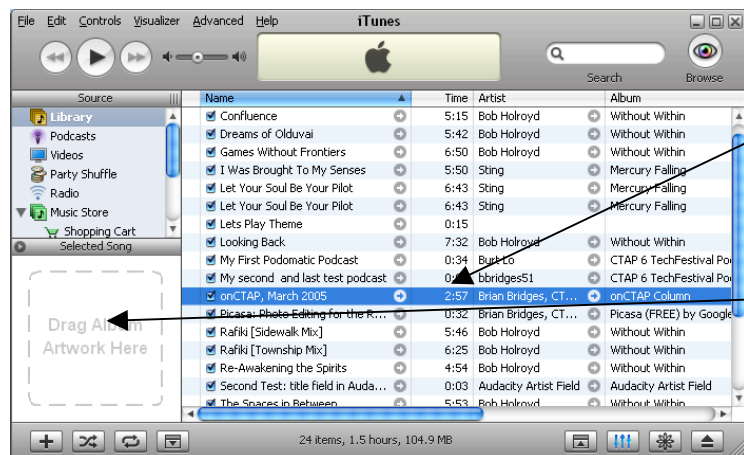 File Edit Controls Visualizer Advanced Help iTunes
Search Browse
Source Name Time Artist Album
Library Confluence 5:15 Bob Holroyd Without Within
Podcasts Dreams of Olduvai 5:42 Bob Holroyd Without Within
Videos Games Without Frontiers 6:50 Bob Holroyd Without Within
Party Shuffle I Was Brought To My Senses 5:50 Sting Mercury Falling
Radio Let Your Soul Be Your Pilot 6:43 Sting Mercury Falling
Music Store Let Your Soul Be Your Pilot 6:43 Sting Mercury Falling
Shopping Cart Lets Play Theme 0:15
Selected Song Looking Back 7:32 Bob Holroyd Without Within
My First Podomatic Podcast 0:34 Burt Lo CTAP 6 TechFestival Po
My second and last test podcast bbridges51 CTAP 6 TechFestival Po
onCTAP, March 2005 2:57 Brian Bridges, CT... onCTAP Column
Picasa: Photo Editing for the R... 0:32 Brian Bridges, CT... Picasa (FREE) by Google
Drag Album Rafiki [Sidewalk Mix] 5:46 Bob Holroyd Without Within
Artwork Here Rafiki [Township Mix] 6:25 Bob Holroyd Without Within
Re-Awakening the Spirits 4:54 Bob Holroyd Without Within
Second Test: title field in Auda... 0:03 Audacity Artist Field Audacity Artist Field
The Spaces in Between 5:53 Bob Holroyd Without Within
24 items, 1.5 hours, 104.9 MB